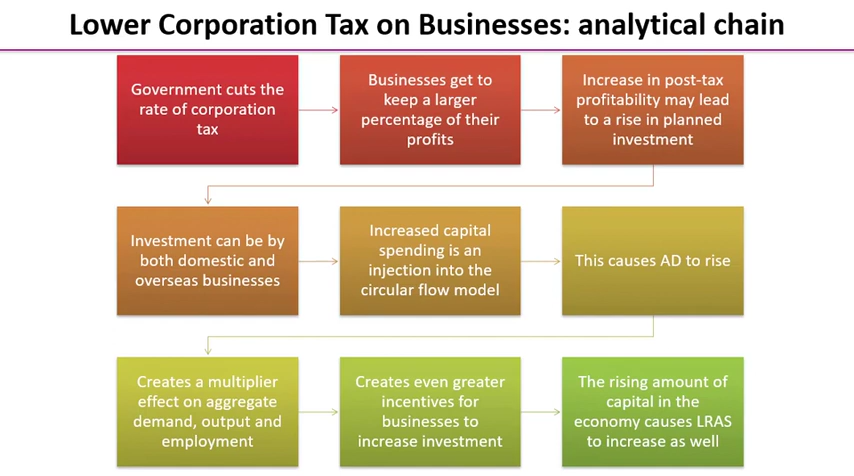 Lower Corporation Tax on Businesses: analytical chain
Government cuts the
rate of corporation
tax
Businesses get to
keep a larger
percentage of their
profits
Increase in post-tax
profitability may lead
to a rise in planned
investment
Investment can be by
both domestic and
overseas businesses
Increased capital
spending is an
injection into the
circular flow model
This causes AD to rise
Creates a multiplier
effect on aggregate
demand, output and
employment
Creates even greater
incentives for
businesses to
increase investment
The rising amount of
capital in the
economy causes LRAS
to increase as well